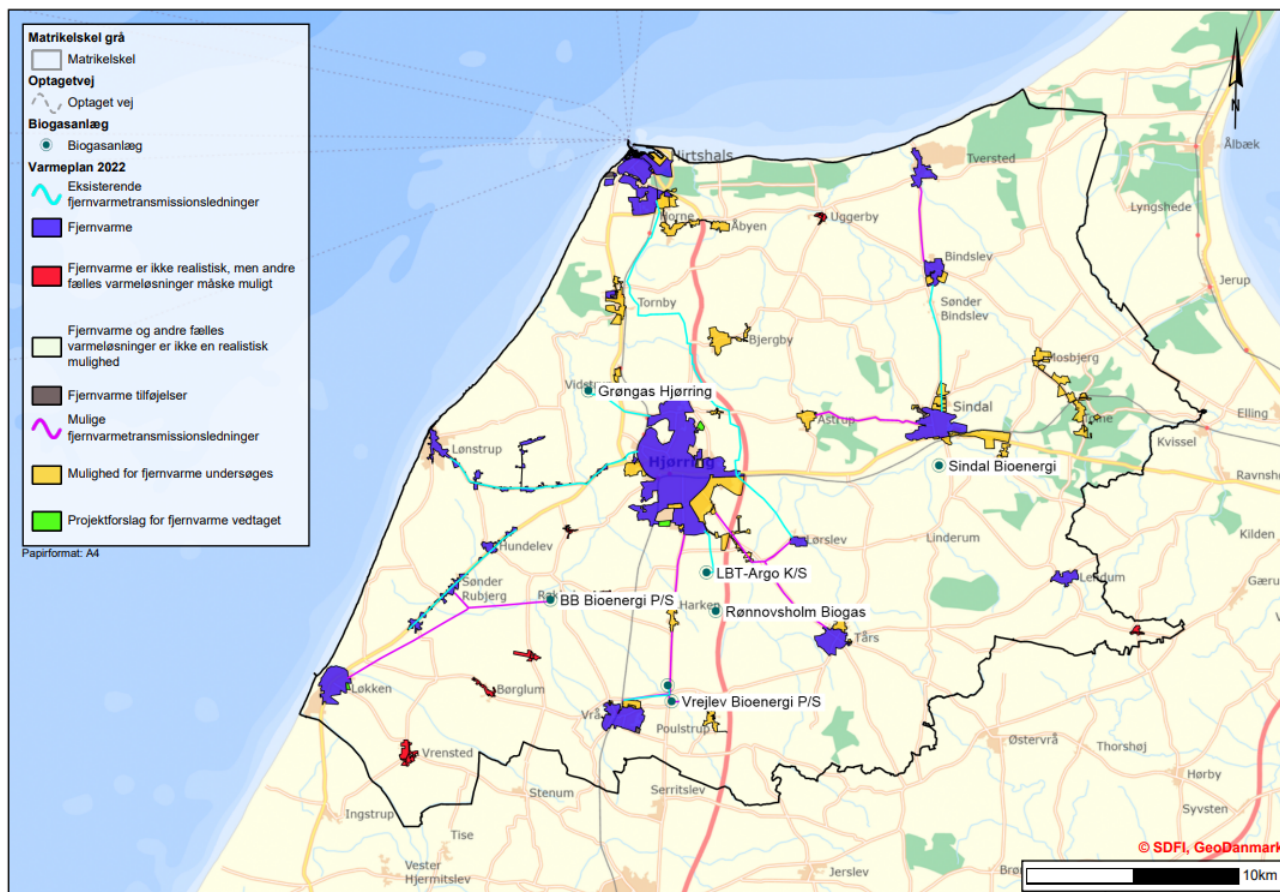 Matrikelskel grå
Matrikelskel
Optagetvej
Optaget vej
Biogasanlæg
Biogasanlæg
Varmeplan 2022
Eksisterende
fjernvarmetransmissionsledninger
Fjernvarme
Fjernvarme er ikke realistisk, men andre
fælles varmeløsninger måske muligt
Fjernvarme og andre fælles
varmeløsninger er ikke en realistisk
mulighed
Fjernvarme tilføjelser
Mulige
fjernvarmetransmissionsledninger
Mulighed for fjernvarme undersøges
Projektforslag for fjernvarme vedtaget
Papirformat: A4
N
Hirtshals
Tversted
Ålbæk
Lyngshede
Uggerby
Horne
Åbyen
Bindslev
Jerup
Tornby
Sønder
Bindslev
Bjergby
Mosbjerg
Grøngas Hjørring
Astrup
Sindal
Elling
Kvissel
Lønstrup
Hjørring
Sindal Bioenergi
Hundelev
Lørslev
Linderum
Kilden
LBT-Argo K/S
Sønder
Rubjerg
BB Bioenergi P/S
Harken
Rønnovsholm Biogas
Lendum
Tårs
Løkken
Børglum
Vrejlev Bioenergi P/S
Poulstrup
Vrensted
Østervrå
Thorshøj
Hørby
Stenum
Serritslev
Ingstrup
Syvsten
Tise
Vester
Hjermitslev
Jerslev
© SDFI, GeoDanmark
10km